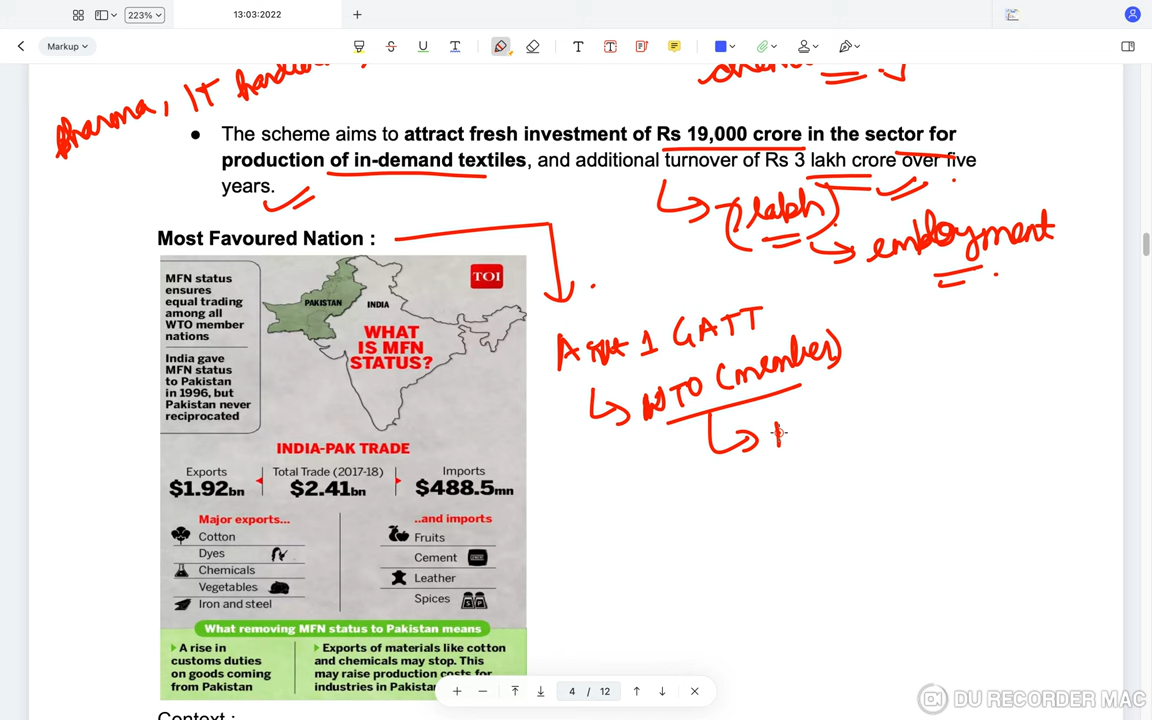 223%
13:03:2022
Markup
Pharma, IT hardware,
● The scheme aims to attract fresh investment of Rs 19,000 crore in the sector for
production of in-demand textiles, and additional turnover of Rs 3 lakh crore over five
years.
(lakh)
employment
Most Favoured Nation :
MFN status
ensures
equal trading
among all
WTO member
nations
India gave
MFN status
to Pakistan
in 1996, but
Pakistan never
reciprocated
PAKISTAN
INDIA
TOI
WHAT
IS MFN
STATUS?
1 GATT
WTO (member)
INDIA-PAK TRADE
Exports
$1.92bn
Total Trade (2017-18)
$2.41bn
Imports
$488.5mn
Major exports...
Cotton
Dyes
Chemicals
Vegetables
Iron and steel
..and imports
Fruits
Cement
Leather
Spices
What removing MFN status to Pakistan means
A rise in
customs duties
on goods coming
from Pakistan
Exports of materials like cotton
and chemicals may stop. This
may raise production costs for
industries in Pakistan
Context :
4 / 12
DU RECORDER MAC